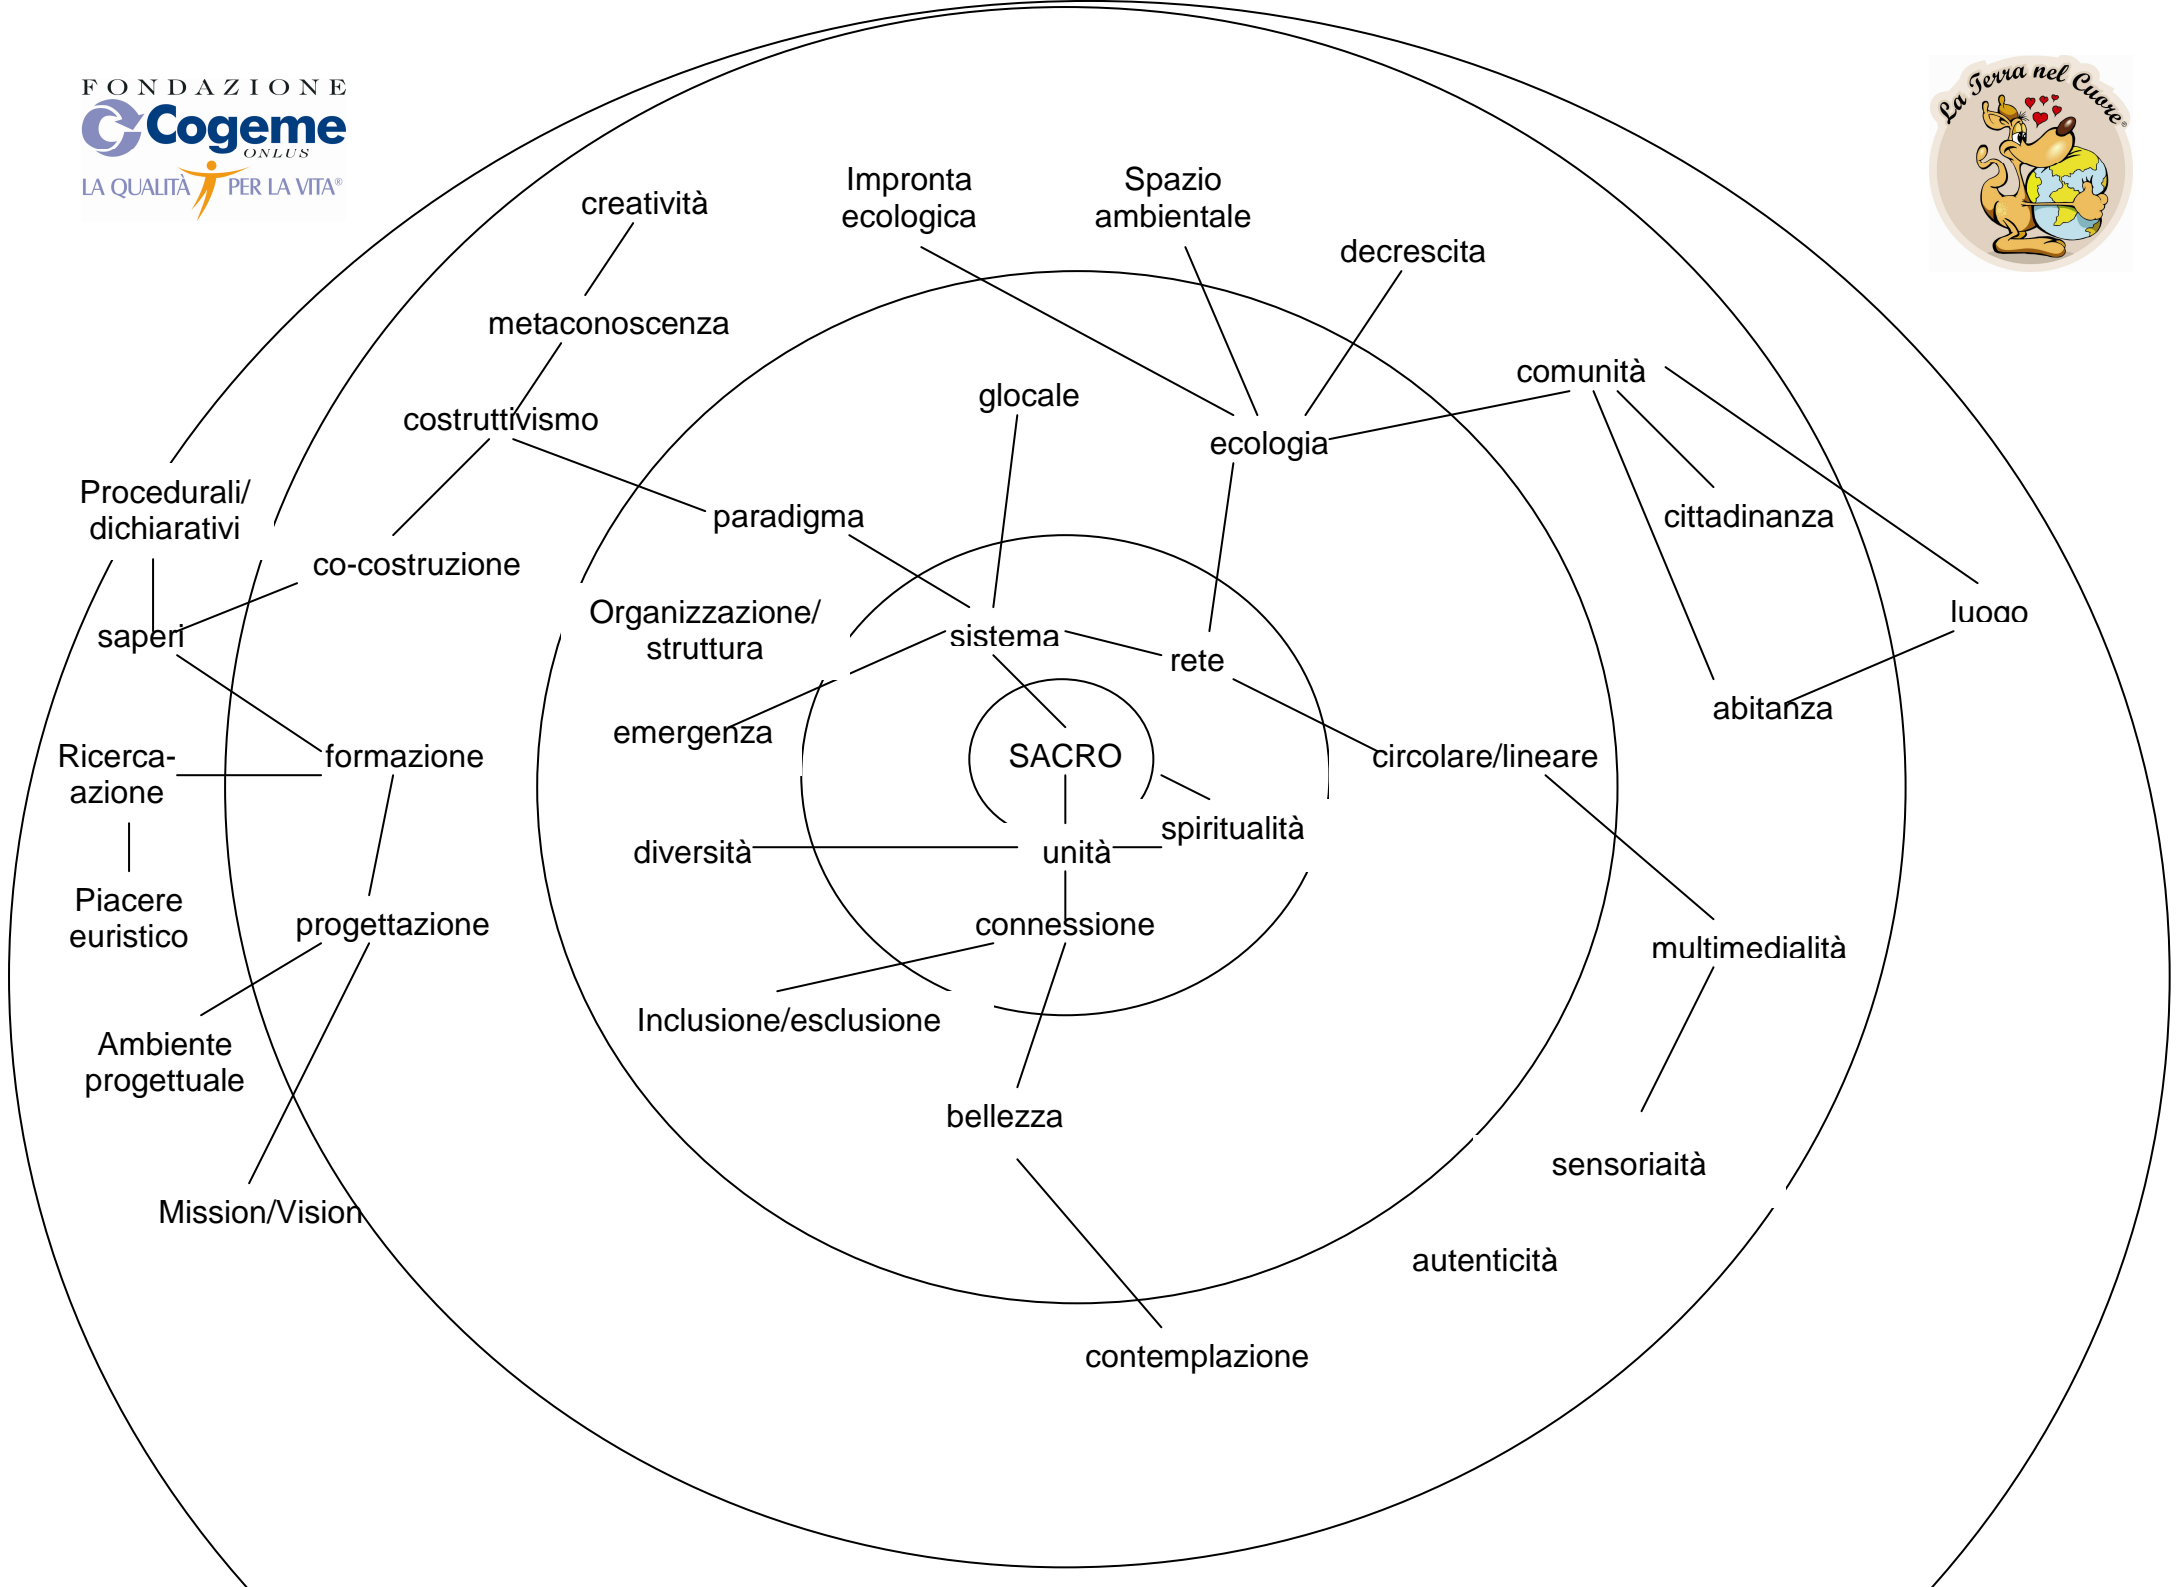 FONDAZIONE
Cogeme
ONLUS
LA QUALITÀ PER LA VITA®
La Terra nel Cuore®
creatività
Impronta
ecologica
Spazio
ambientale
decrescita
metaconoscenza
comunità
glocale
costruttivismo
ecologia
Procedurali/
dichiarativi
paradigma
cittadinanza
co-costruzione
Organizzazione/
struttura
luogo
saperi
sistema
rete
abitanza
emergenza
Ricerca-
azione
formazione
SACRO
circolare/lineare
spiritualità
diversità
unità
Piacere
euristico
progettazione
connessione
multimedialità
Inclusione/esclusione
Ambiente
progettuale
bellezza
sensoriaità
Mission/Vision
autenticità
contemplazione